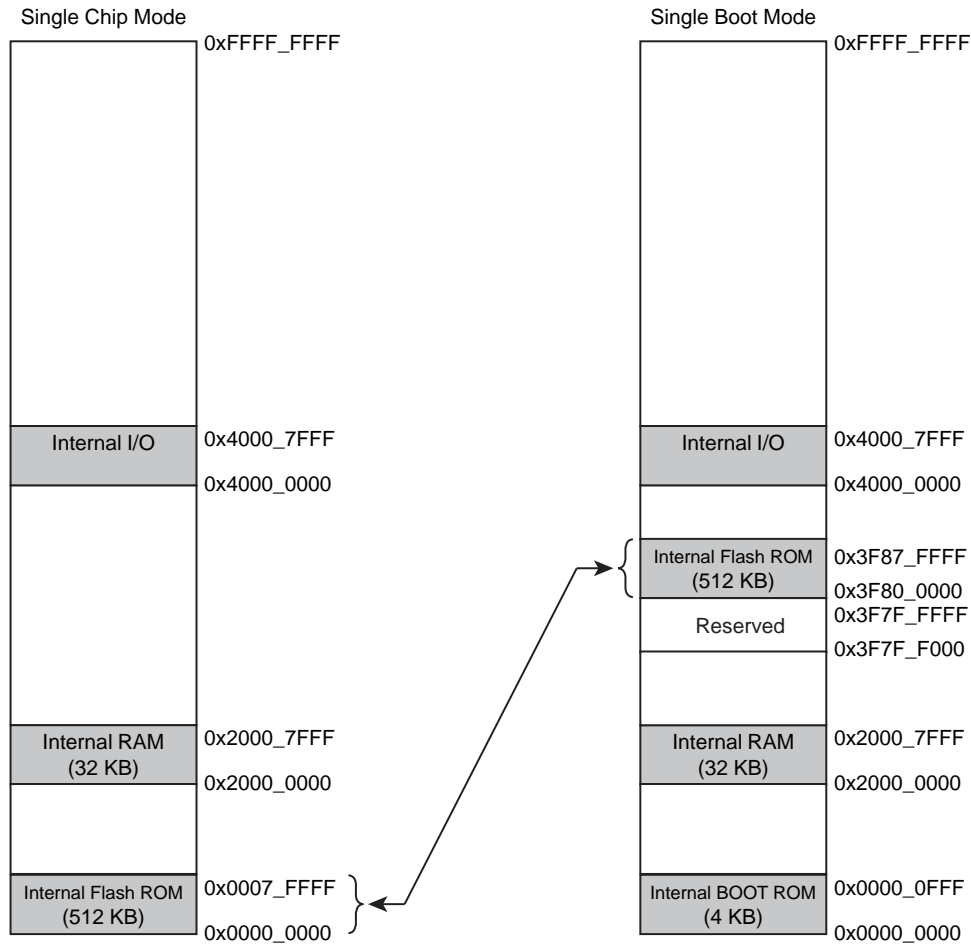 Single Chip Mode
0xFFFF_FFFF
Internal I/O
0x4000_7FFF
0x4000_0000
Internal RAM
(32 KB)
0x2000_7FFF
0x2000_0000
Internal Flash ROM
(512 KB)
0x0007_FFFF
0x0000_0000
Single Boot Mode
0xFFFF_FFFF
Internal I/O
0x4000_7FFF
0x4000_0000
Internal Flash ROM
(512 KB)
0x3F87_FFFF
0x3F80_0000
Reserved
0x3F7F_FFFF
0x3F7F_F000
Internal RAM
(32 KB)
0x2000_7FFF
0x2000_0000
Internal BOOT ROM
(4 KB)
0x0000_0FFF
0x0000_0000